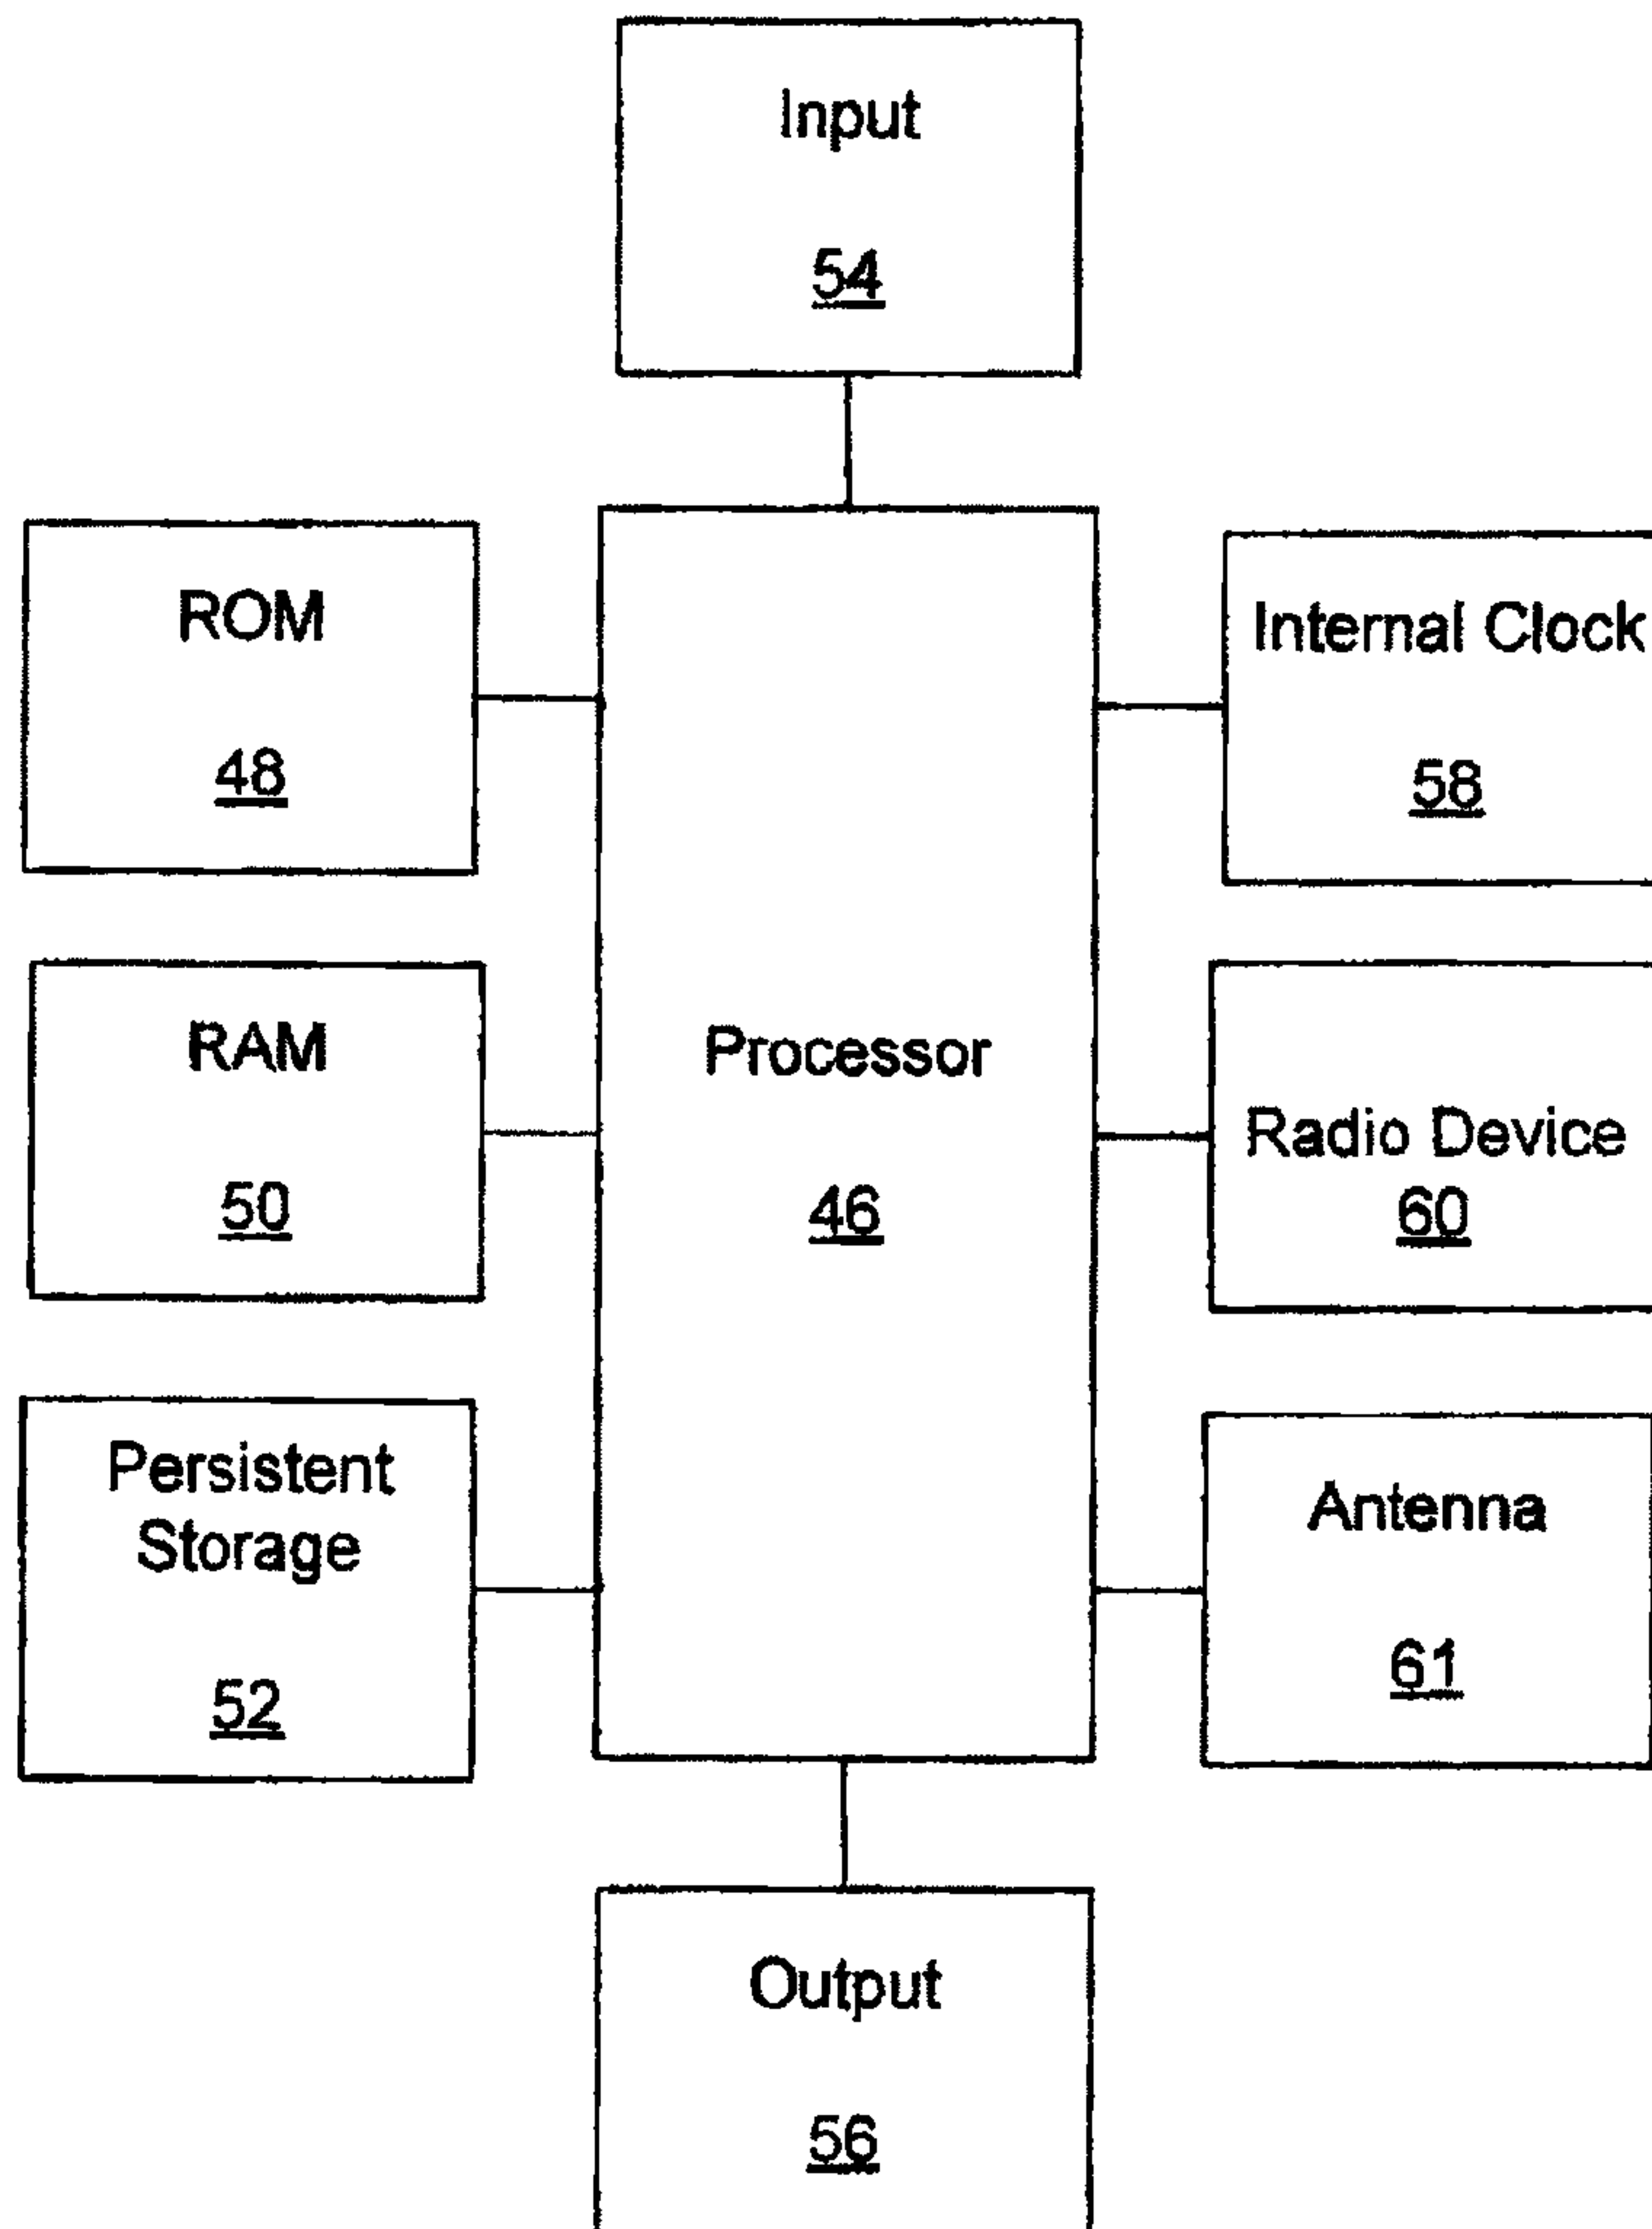 Input
54
ROM
48
Internal Clock
58
RAM
50
Processor
46
Radio Device
60
Persistent
Storage
52
Antenna
61
Output
56